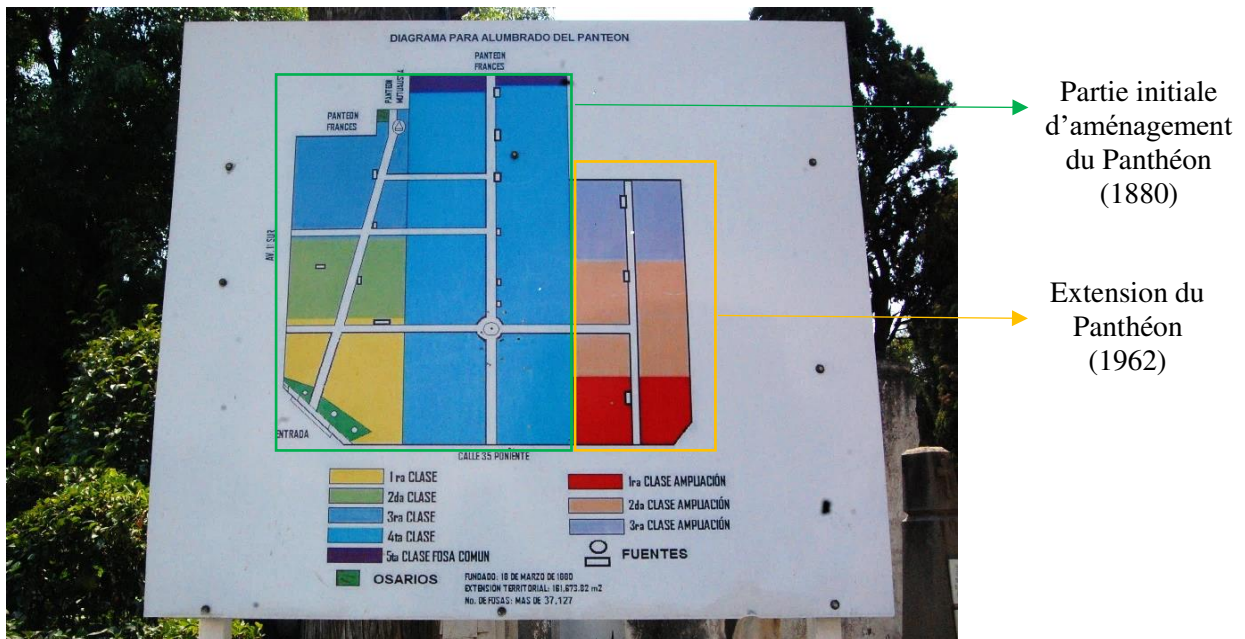 DIAGRAMA PARA ALUMBRADO DEL PANTEON
PANTEON
FRANCES
PANTEON
MUTUALISTA
PANTEON
FRANCES
AV. 11 SUR
ENTRADA
CALLE 35 PONIENTE
1ra CLASE
2da CLASE
3ra CLASE
4ta CLASE
5ta CLASE FOSA COMUN
OSARIOS
1ra CLASE AMPLIACIÓN
2da CLASE AMPLIACIÓN
3ra CLASE AMPLIACIÓN
FUENTES
FUNDADO: 18 DE MARZO DE 1880
EXTENSION TERRITORIAL: 161,673.82 m2
No. DE FOSAS: MAS DE 37,127
Partie initiale
d’aménagement
du Panthéon
(1880)
Extension du
Panthéon
(1962)